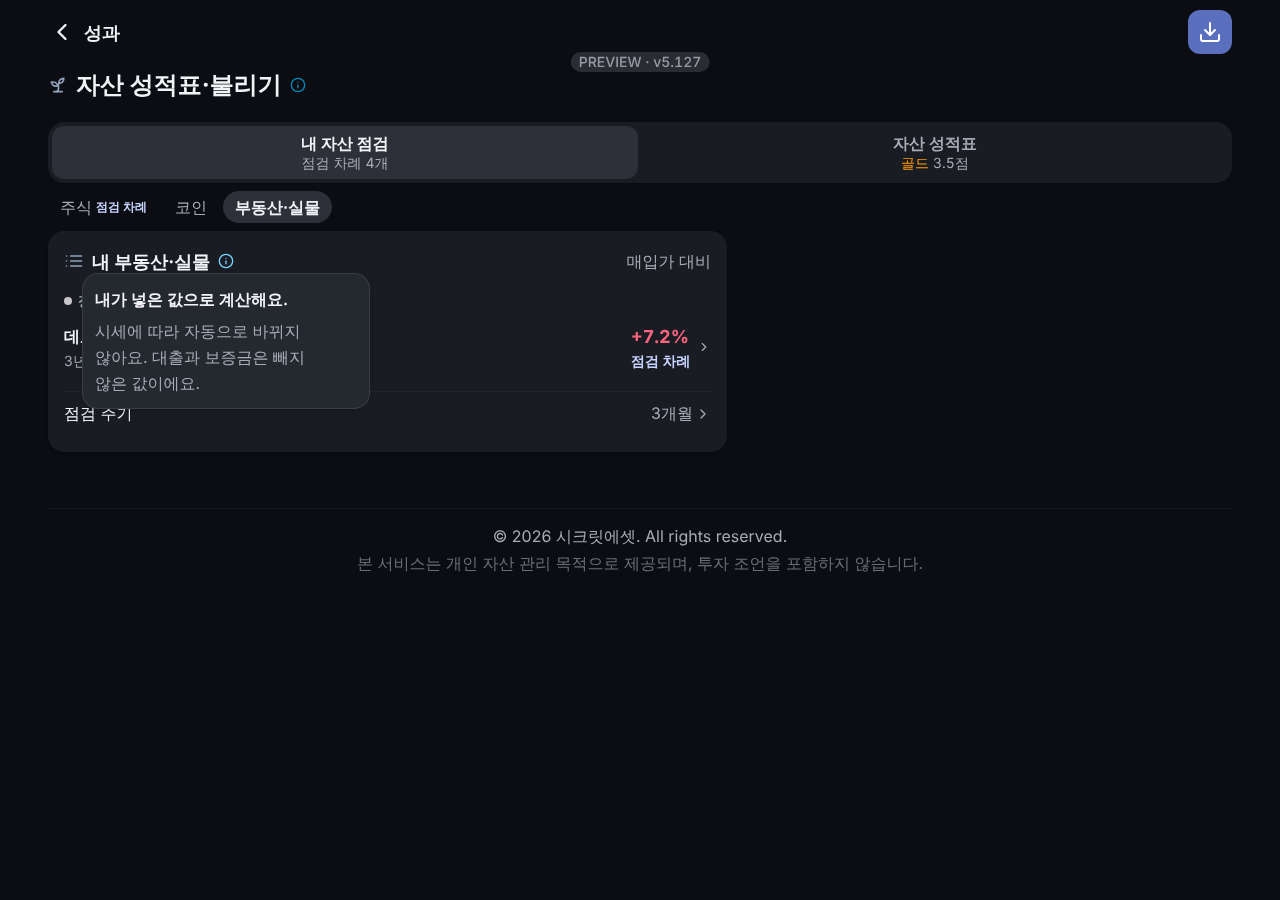 성과
PREVIEW · v5.127
자산 성적표·불리기
내 자산 점검
점검 차례 4개
자산 성적표
골드 3.5점
주식 점검 차례
코인
부동산·실물
내 부동산·실물
매입가 대비
내가 넣은 값으로 계산해요.
시세에 따라 자동으로 바뀌지
않아요. 대출과 보증금은 빼지
않은 값이에요.
+7.2%
점검 차례
점검 주기
3개월
© 2026 시크릿에셋. All rights reserved.
본 서비스는 개인 자산 관리 목적으로 제공되며, 투자 조언을 포함하지 않습니다.